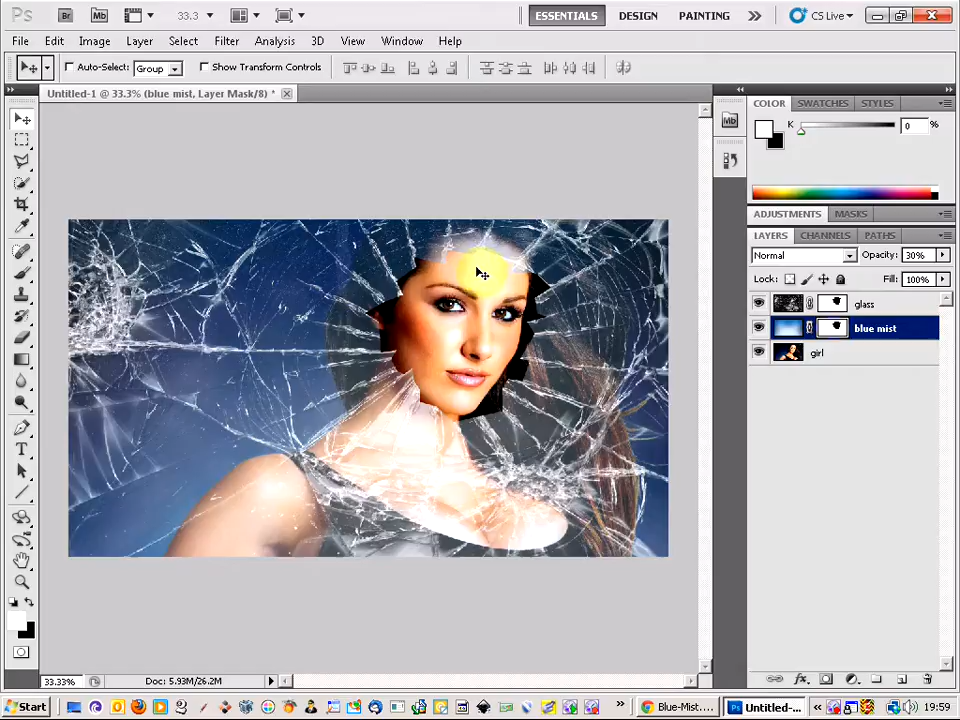 Ps Br Mb 33.3 ESSENTIALS DESIGN PAINTING CS Live
File Edit Image Layer Select Filter Analysis 3D View Window Help
Auto-Select: Group Show Transform Controls
Untitled-1 @ 33.3% (blue mist, Layer Mask/8) *
COLOR SWATCHES STYLES
Mb
K 0 %
ADJUSTMENTS MASKS
LAYERS CHANNELS PATHS
Normal Opacity: 30%
Lock: Fill: 100%
glass
blue mist
girl
T
fx
33.33% Doc: 5.93M/26.2M
Start Blue-Mist... Untitled-... 19:59